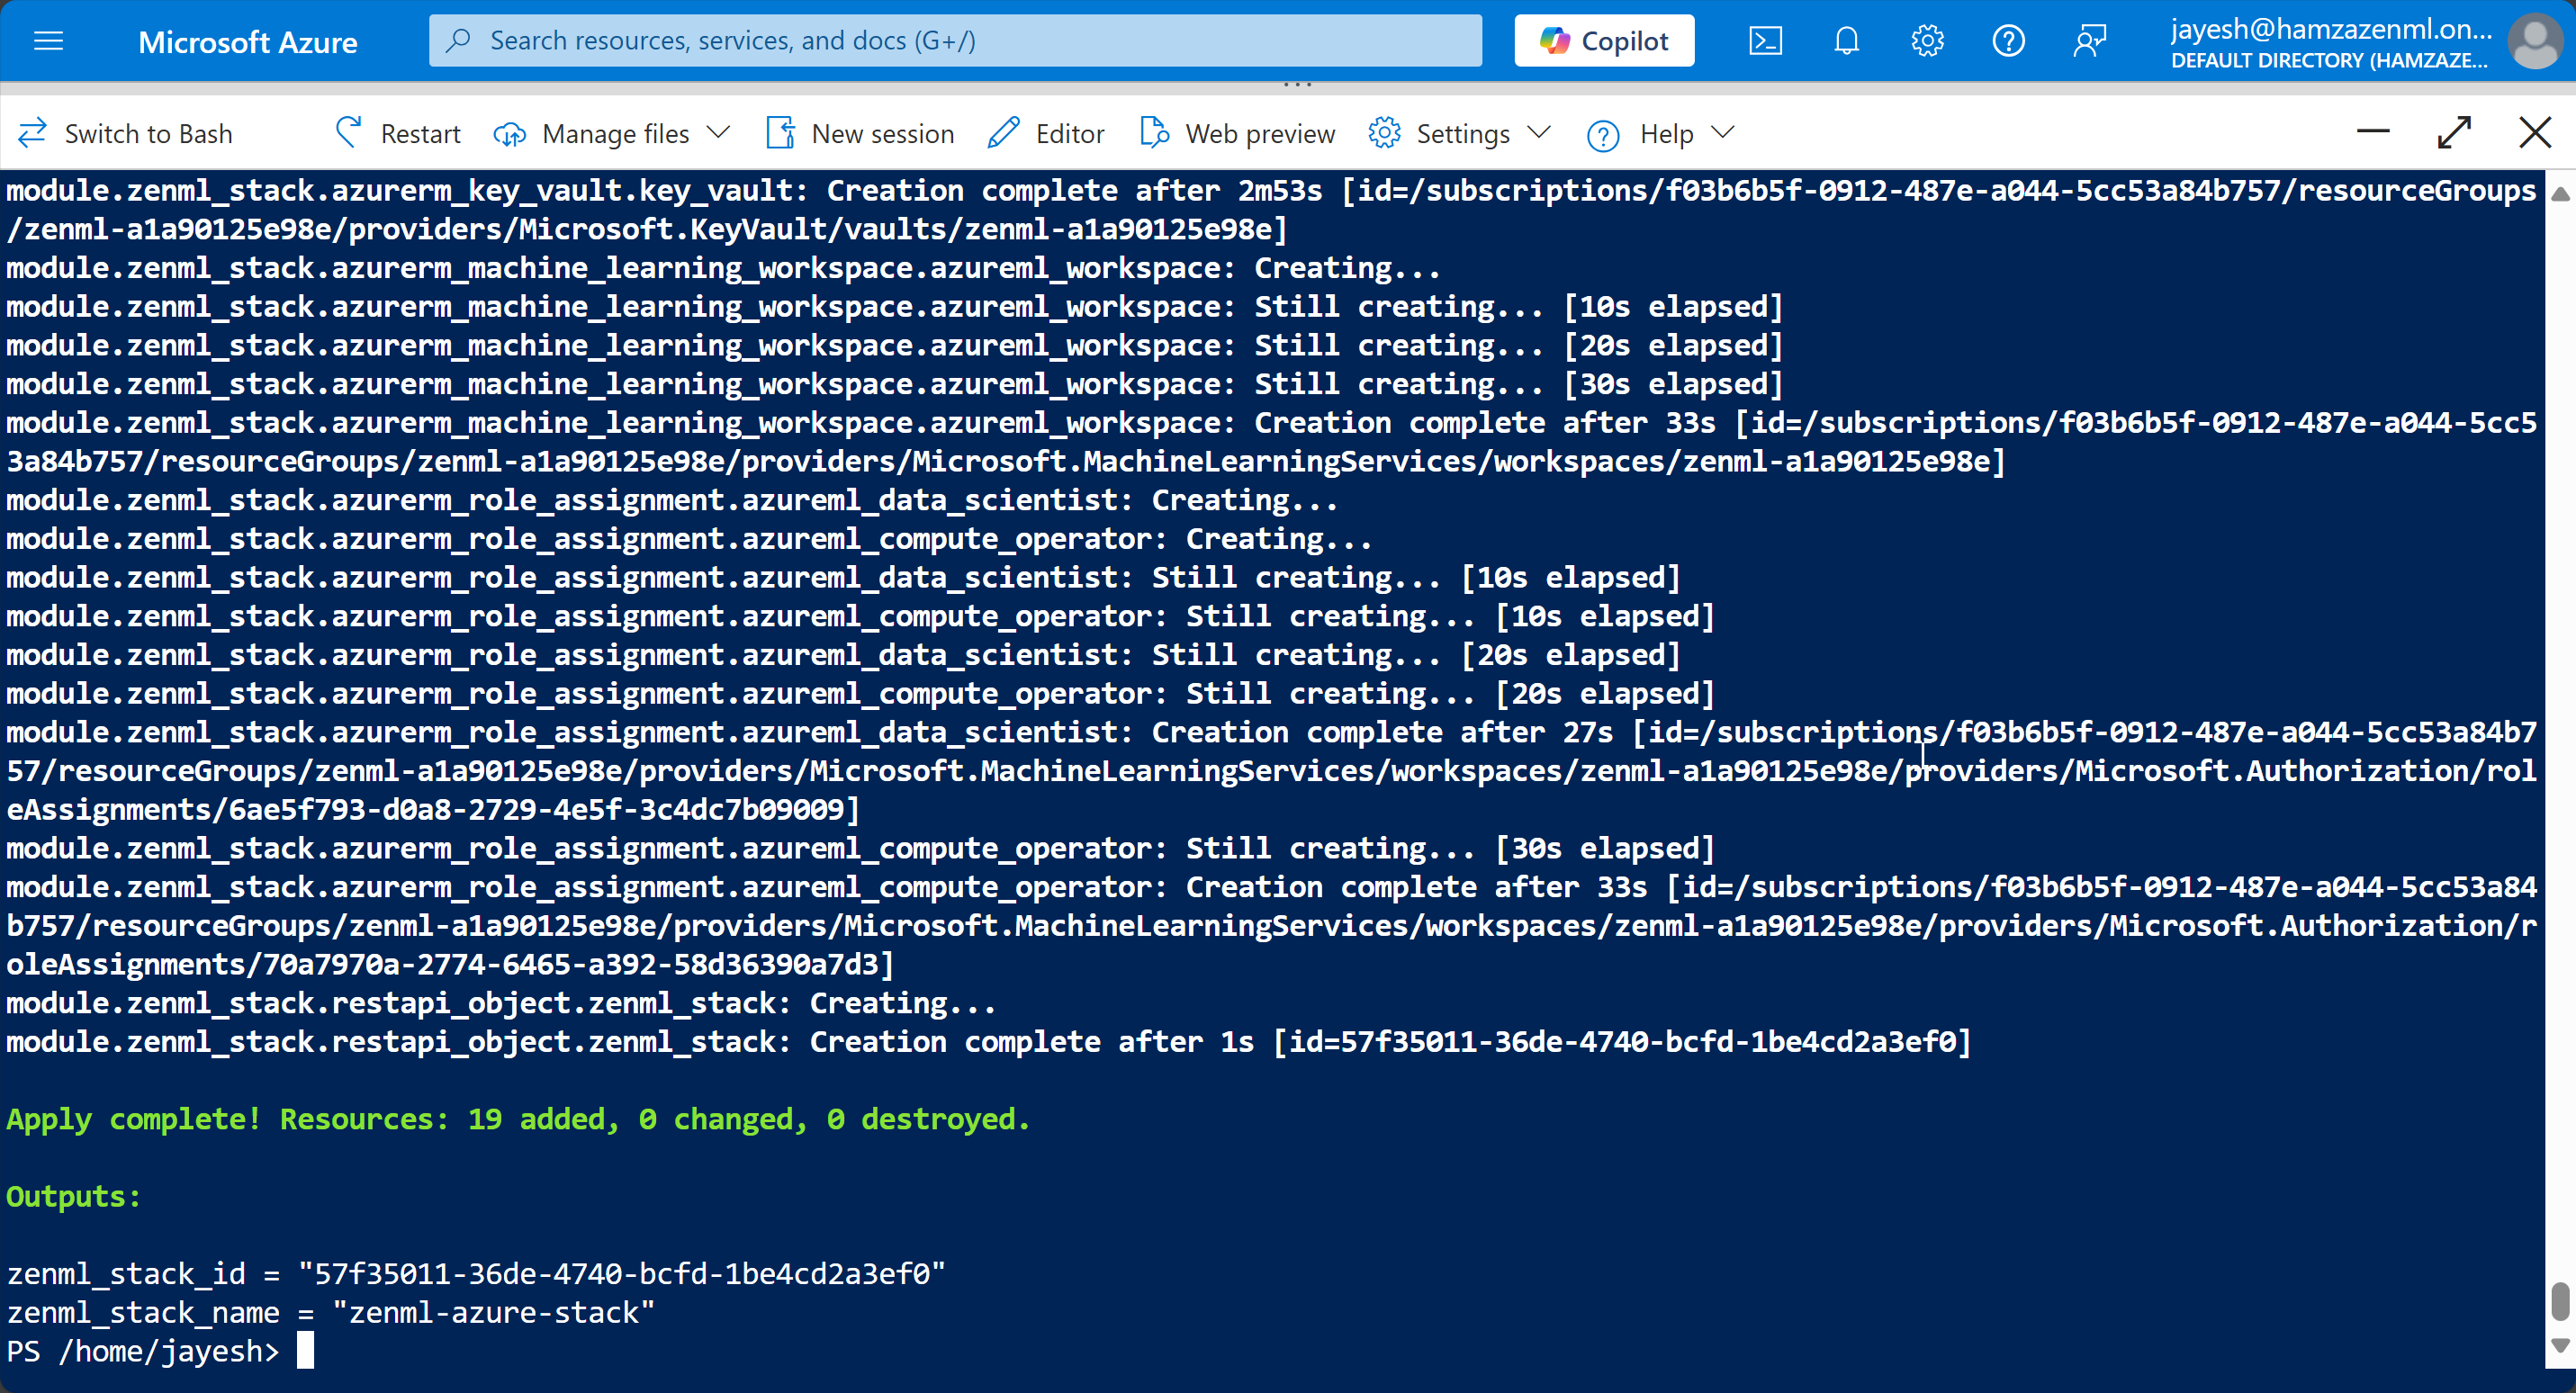 Microsoft Azure
Search resources, services, and docs (G+/)
Copilot
jayesh@hamzazenml.on...
DEFAULT DIRECTORY (HAMZAZE...
Switch to Bash
Restart
Manage files
New session
Editor
Web preview
Settings
Help
module.zenml_stack.azurerm_key_vault.key_vault: Creation complete after 2m53s [id=/subscriptions/f03b6b5f-0912-487e-a044-5cc53a84b757/resourceGroups
/zenml-a1a90125e98e/providers/Microsoft.KeyVault/vaults/zenml-a1a90125e98e]
module.zenml_stack.azurerm_machine_learning_workspace.azureml_workspace: Creating...
module.zenml_stack.azurerm_machine_learning_workspace.azureml_workspace: Still creating... [10s elapsed]
module.zenml_stack.azurerm_machine_learning_workspace.azureml_workspace: Still creating... [20s elapsed]
module.zenml_stack.azurerm_machine_learning_workspace.azureml_workspace: Still creating... [30s elapsed]
module.zenml_stack.azurerm_machine_learning_workspace.azureml_workspace: Creation complete after 33s [id=/subscriptions/f03b6b5f-0912-487e-a044-5cc5
3a84b757/resourceGroups/zenml-a1a90125e98e/providers/Microsoft.MachineLearningServices/workspaces/zenml-a1a90125e98e]
module.zenml_stack.azurerm_role_assignment.azureml_data_scientist: Creating...
module.zenml_stack.azurerm_role_assignment.azureml_compute_operator: Creating...
module.zenml_stack.azurerm_role_assignment.azureml_data_scientist: Still creating... [10s elapsed]
module.zenml_stack.azurerm_role_assignment.azureml_compute_operator: Still creating... [10s elapsed]
module.zenml_stack.azurerm_role_assignment.azureml_data_scientist: Still creating... [20s elapsed]
module.zenml_stack.azurerm_role_assignment.azureml_compute_operator: Still creating... [20s elapsed]
module.zenml_stack.azurerm_role_assignment.azureml_data_scientist: Creation complete after 27s [id=/subscriptions/f03b6b5f-0912-487e-a044-5cc53a84b7
57/resourceGroups/zenml-a1a90125e98e/providers/Microsoft.MachineLearningServices/workspaces/zenml-a1a90125e98e/providers/Microsoft.Authorization/rol
eAssignments/6ae5f793-d0a8-2729-4e5f-3c4dc7b09009]
module.zenml_stack.azurerm_role_assignment.azureml_compute_operator: Still creating... [30s elapsed]
module.zenml_stack.azurerm_role_assignment.azureml_compute_operator: Creation complete after 33s [id=/subscriptions/f03b6b5f-0912-487e-a044-5cc53a84
b757/resourceGroups/zenml-a1a90125e98e/providers/Microsoft.MachineLearningServices/workspaces/zenml-a1a90125e98e/providers/Microsoft.Authorization/r
oleAssignments/70a7970a-2774-6465-a392-58d36390a7d3]
module.zenml_stack.restapi_object.zenml_stack: Creating...
module.zenml_stack.restapi_object.zenml_stack: Creation complete after 1s [id=57f35011-36de-4740-bcfd-1be4cd2a3ef0]
Apply complete! Resources: 19 added, 0 changed, 0 destroyed.
Outputs:
zenml_stack_id = "57f35011-36de-4740-bcfd-1be4cd2a3ef0"
zenml_stack_name = "zenml-azure-stack"
PS /home/jayesh>